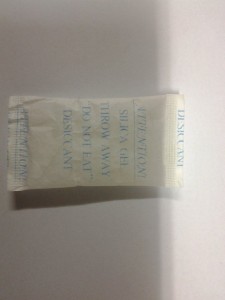 DESICCANT
ATTENTION!
SILICA GEL
THROW AWAY
"DO NOT EAT"
DESICCANT